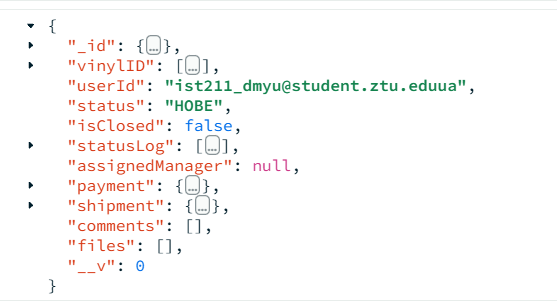 {
"_id": {…},
"vinylID": […],
"userId": "ist211_dmyu@student.ztu.eduua",
"status": "НОВЕ",
"isClosed": false,
"statusLog": […],
"assignedManager": null,
"payment": {…},
"shipment": {…},
"comments": [],
"files": [],
"__v": 0
}